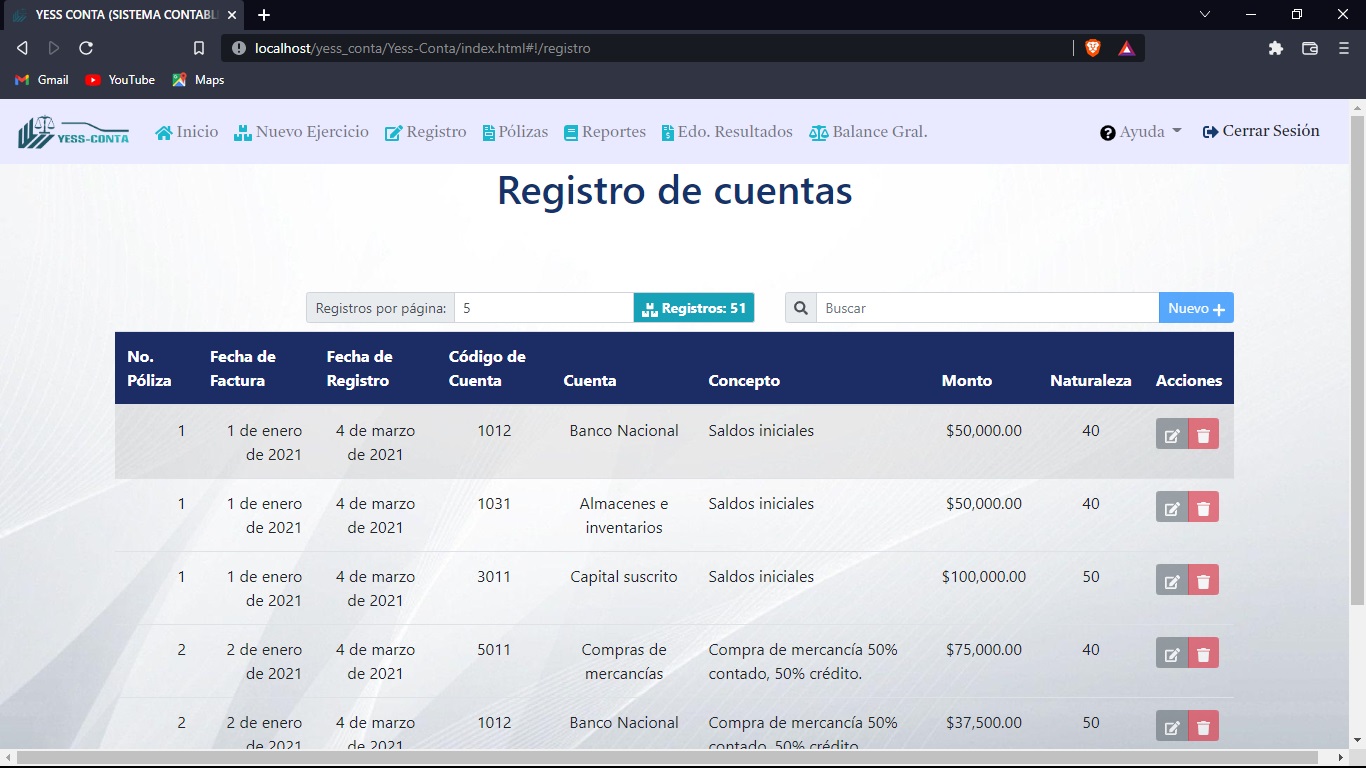 YESS CONTA (SISTEMA CONTABL
localhost/yess_conta/Yess-Conta/index.html#!/registro
Gmail YouTube Maps
YESS-CONTA Inicio Nuevo Ejercicio Registro Pólizas Reportes Edo. Resultados Balance Gral. Ayuda Cerrar Sesión
Registro de cuentas
Registros por página: 5 Registros: 51 Buscar Nuevo +
No. Fecha de Fecha de Código de
Póliza Factura Registro Cuenta Cuenta Concepto Monto Naturaleza Acciones
1 1 de enero 4 de marzo 1012 Banco Nacional Saldos iniciales $50,000.00 40
de 2021 de 2021
1 1 de enero 4 de marzo 1031 Almacenes e Saldos iniciales $50,000.00 40
de 2021 de 2021 inventarios
1 1 de enero 4 de marzo 3011 Capital suscrito Saldos iniciales $100,000.00 50
de 2021 de 2021
2 2 de enero 4 de marzo 5011 Compras de Compra de mercancía 50% $75,000.00 40
de 2021 de 2021 mercancías contado, 50% crédito.
2 2 de enero 4 de marzo 1012 Banco Nacional Compra de mercancía 50% $37,500.00 50
de 2021 de 2021 contado, 50% crédito